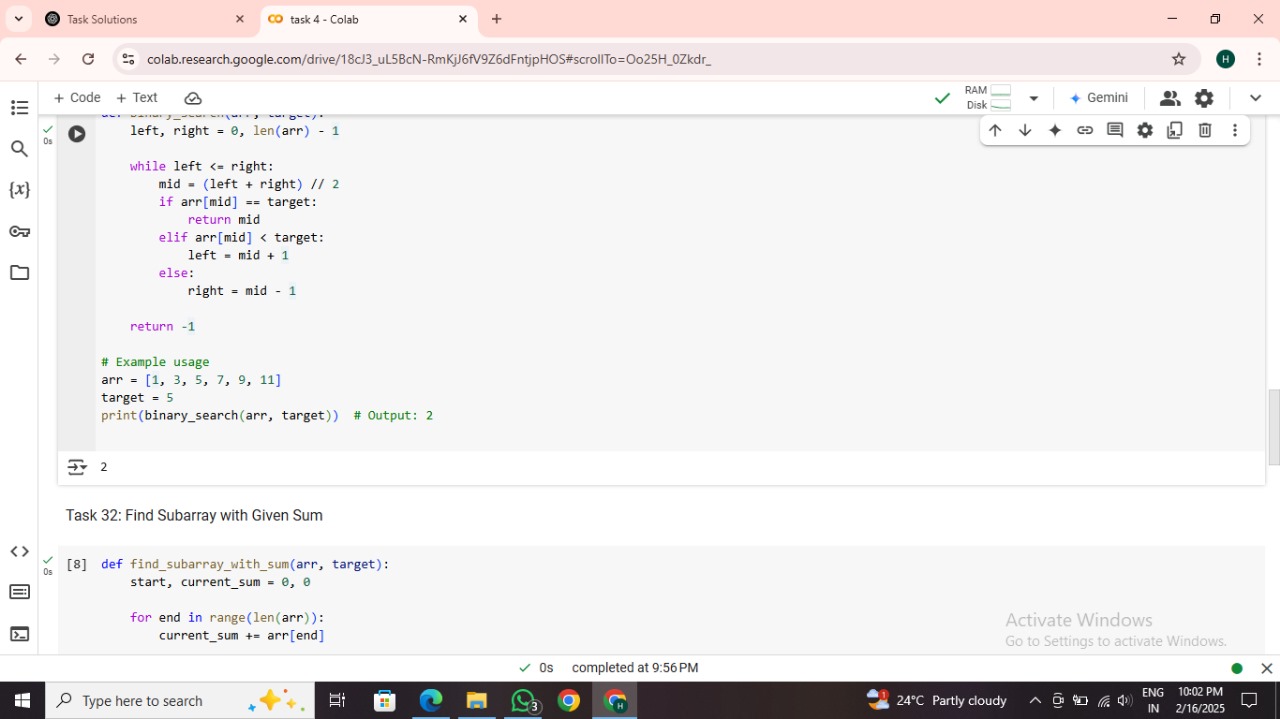 Task Solutions
task 4 - Colab
colab.research.google.com/drive/18cJ3_uL5BcN-RmKjJ6fV9Z6dFntjpHOS#scrollTo=Oo25H_0Zkdr_
H
+ Code + Text
RAM
Disk
Gemini
0s
left, right = 0, len(arr) - 1
while left <= right:
mid = (left + right) // 2
if arr[mid] == target:
return mid
elif arr[mid] < target:
left = mid + 1
else:
right = mid - 1
return -1
# Example usage
arr = [1, 3, 5, 7, 9, 11]
target = 5
print(binary_search(arr, target))  # Output: 2
2
Task 32: Find Subarray with Given Sum
0s
[8] def find_subarray_with_sum(arr, target):
start, current_sum = 0, 0
for end in range(len(arr)):
current_sum += arr[end]
Activate Windows
Go to Settings to activate Windows.
0s completed at 9:56 PM
Type here to search
3
H
1
24°C Partly cloudy
ENG
IN
10:02 PM
2/16/2025